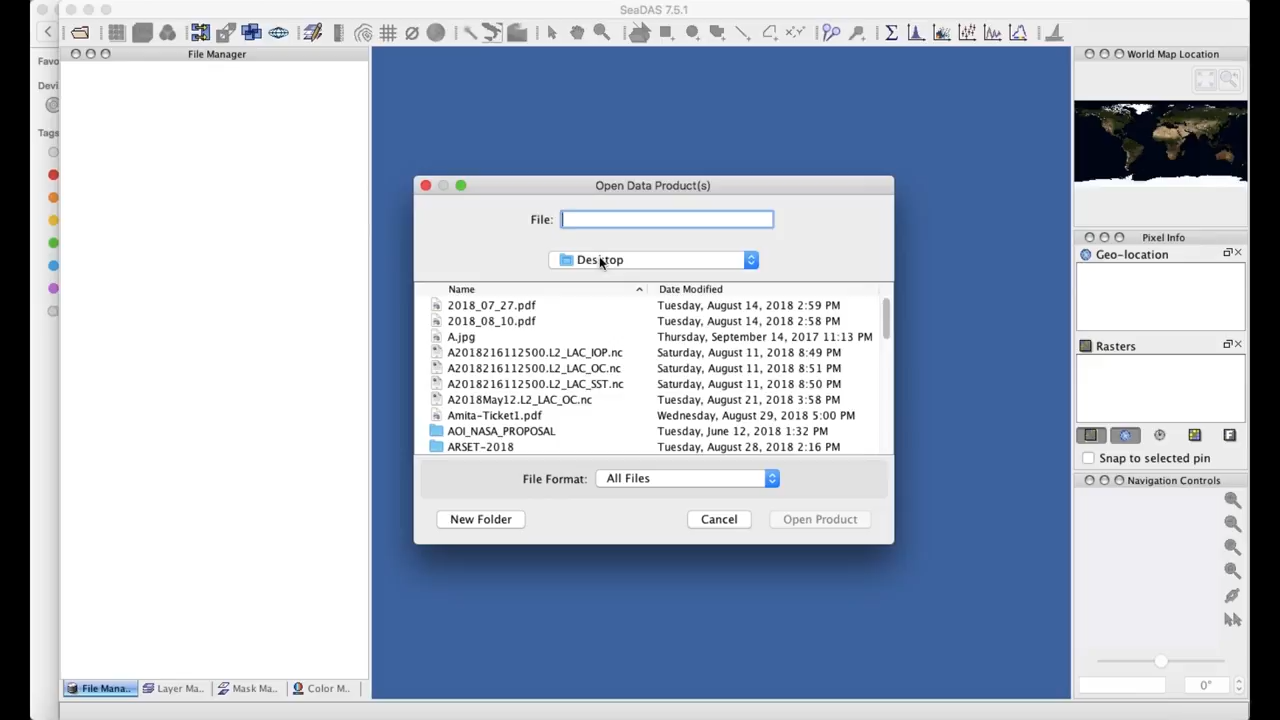 SeaDAS 7.5.1
Favo
Devi
Tags
File Manager
World Map Location
Open Data Product(s)
File:
Desktop
Name Date Modified
2018_07_27.pdf Tuesday, August 14, 2018 2:59 PM
2018_08_10.pdf Tuesday, August 14, 2018 2:58 PM
A.jpg Thursday, September 14, 2017 11:13 PM
A2018216112500.L2_LAC_IOP.nc Saturday, August 11, 2018 8:49 PM
A2018216112500.L2_LAC_OC.nc Saturday, August 11, 2018 8:51 PM
A2018216112500.L2_LAC_SST.nc Saturday, August 11, 2018 8:50 PM
A2018May12.L2_LAC_OC.nc Tuesday, August 21, 2018 3:58 PM
Amita-Ticket1.pdf Wednesday, August 29, 2018 5:00 PM
AOI_NASA_PROPOSAL Tuesday, June 12, 2018 1:32 PM
ARSET-2018 Tuesday, August 28, 2018 2:16 PM
File Format: All Files
New Folder Cancel Open Product
Pixel Info
Geo-location
Rasters
Snap to selected pin
Navigation Controls
0°
File Mana.. Layer Ma... Mask Ma... Color M...